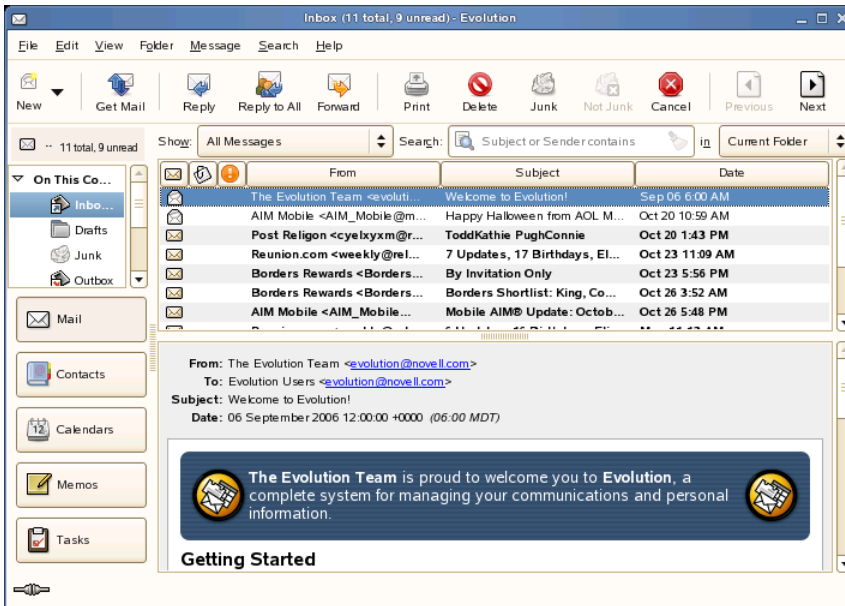 Inbox (11 total, 9 unread) - Evolution
File Edit View Folder Message Search Help
New Get Mail Reply Reply to All Forward Print Delete Junk Not Junk Cancel Previous Next
11 total, 9 unread Show: All Messages Search: Subject or Sender contains in Current Folder
On This Co...
Inbo...
Drafts
Junk
Outbox
Mail
Contacts
12 Calendars
Memos
Tasks
From Subject Date
The Evolution Team <evoluti... Welcome to Evolution! Sep 06 6:00 AM
AIM Mobile <AIM_Mobile@m... Happy Halloween from AOL M... Oct 20 10:59 AM
Post Religon <cyelxyxm@r... ToddKathie PughConnie Oct 20 1:43 PM
Reunion.com <weekly@rel... 7 Updates, 17 Birthdays, El... Oct 23 11:09 AM
Borders Rewards <Borders... By Invitation Only Oct 23 5:56 PM
Borders Rewards <Borders... Borders Shortlist: King, Co... Oct 26 3:52 AM
AIM Mobile <AIM_Mobile... Mobile AIM® Update: Octob... Oct 26 5:48 PM
From: The Evolution Team <evolution@novell.com>
To: Evolution Users <evolution@novell.com>
Subject: Welcome to Evolution!
Date: 06 September 2006 12:00:00 +0000 (06:00 MDT)
The Evolution Team is proud to welcome you to Evolution, a
complete system for managing your communications and personal
information.
Getting Started